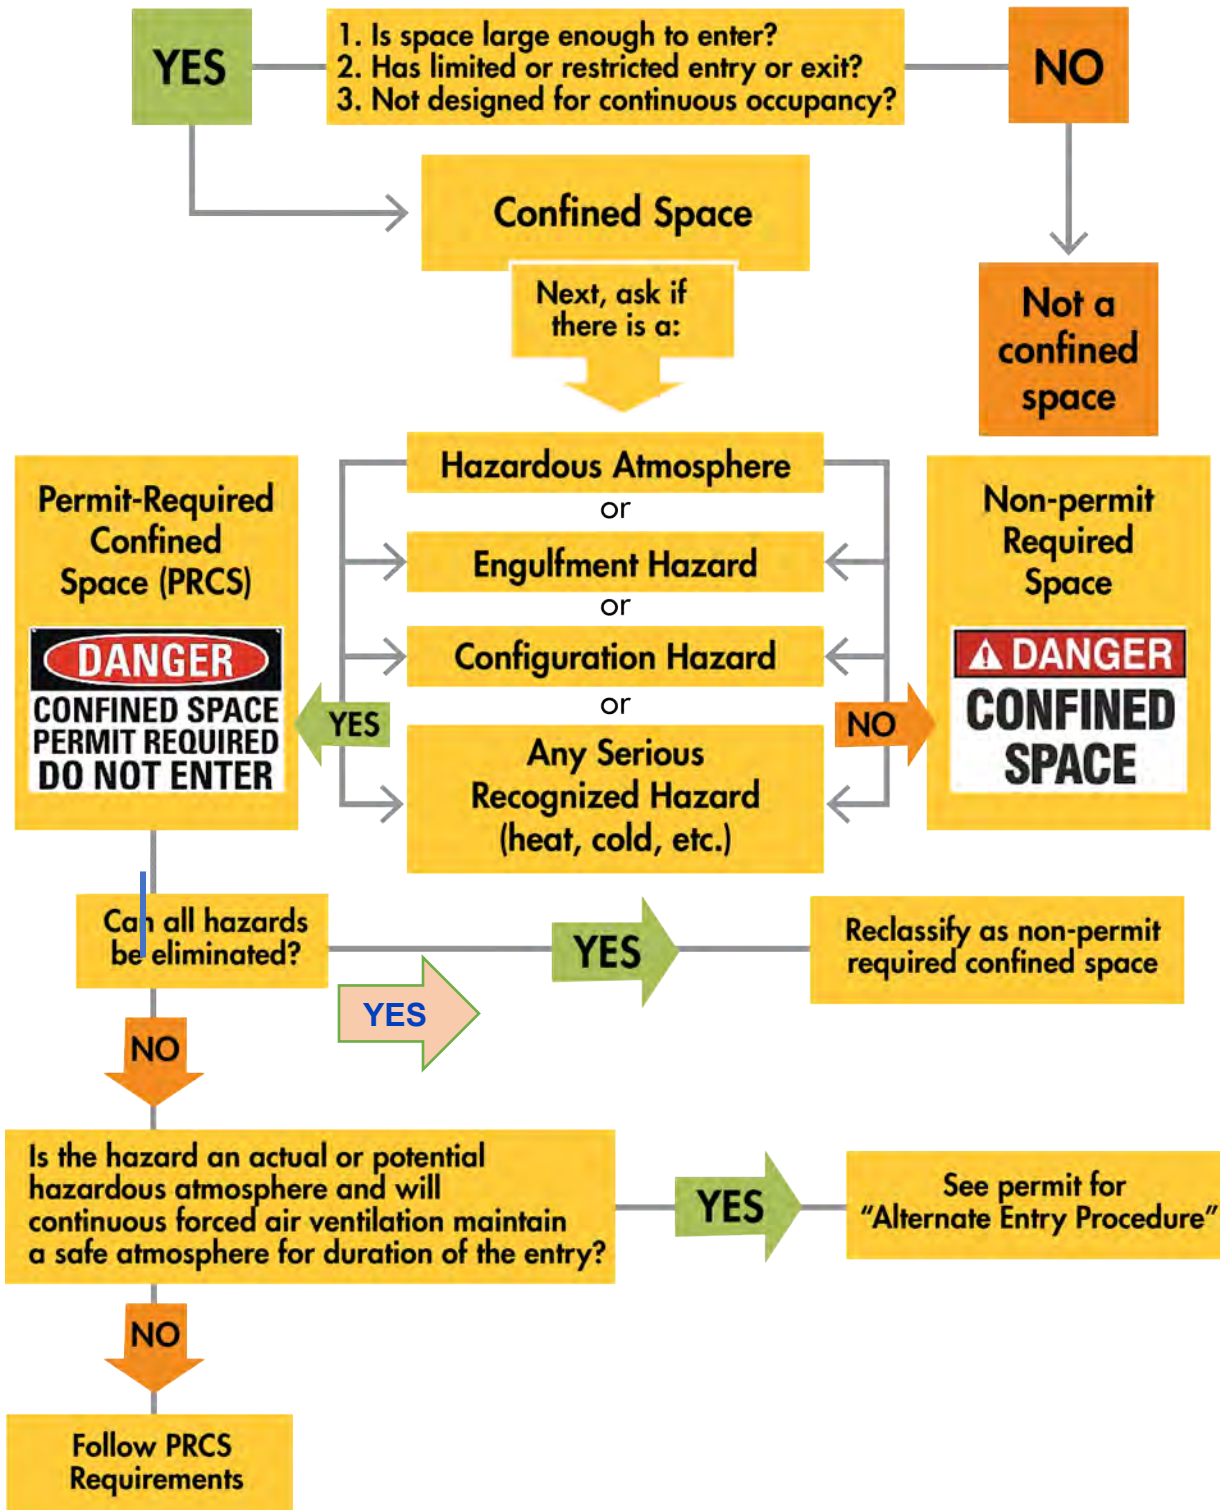 YES
1. Is space large enough to enter?
2. Has limited or restricted entry or exit?
3. Not designed for continuous occupancy?
NO
Confined Space
Next, ask if
there is a:
Not a
confined
space
Hazardous Atmosphere
or
Engulfment Hazard
or
Configuration Hazard
or
Any Serious
Recognized Hazard
(heat, cold, etc.)
Permit-Required
Confined
Space (PRCS)
DANGER
CONFINED SPACE
PERMIT REQUIRED
DO NOT ENTER
YES
NO
Non-permit
Required
Space
DANGER
CONFINED
SPACE
Can all hazards
be eliminated?
YES
Reclassify as non-permit
required confined space
YES
NO
Is the hazard an actual or potential
hazardous atmosphere and will
continuous forced air ventilation maintain
a safe atmosphere for duration of the entry?
YES
See permit for
“Alternate Entry Procedure”
NO
Follow PRCS
Requirements